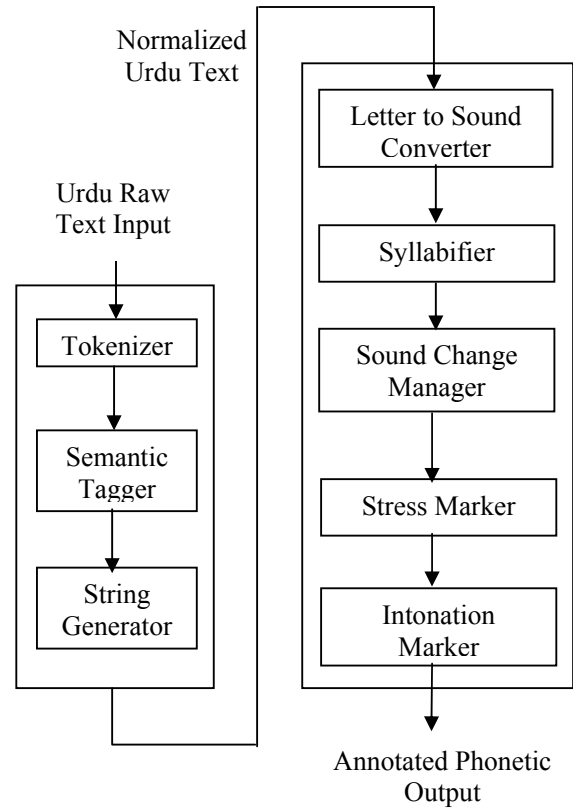 Urdu Raw
Text Input
Tokenizer
Semantic
Tagger
String
Generator
Normalized
Urdu Text
Letter to Sound
Converter
Syllabifier
Sound Change
Manager
Stress Marker
Intonation
Marker
Annotated Phonetic
Output